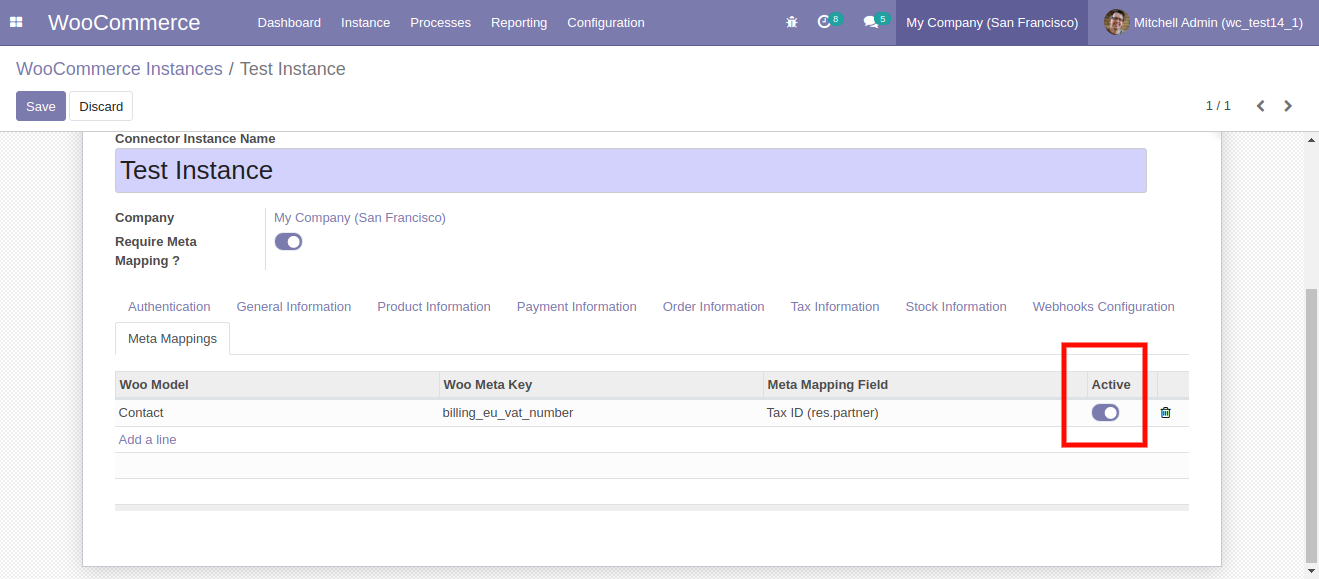 WooCommerce Dashboard Instance Processes Reporting Configuration 8 5 My Company (San Francisco) Mitchell Admin (wc_test14_1)
WooCommerce Instances / Test Instance
Save Discard 1 / 1
Connector Instance Name
Test Instance
Company My Company (San Francisco)
Require Meta
Mapping ?
Authentication General Information Product Information Payment Information Order Information Tax Information Stock Information Webhooks Configuration
Meta Mappings
Woo Model Woo Meta Key Meta Mapping Field Active
Contact billing_eu_vat_number Tax ID (res.partner)
Add a line